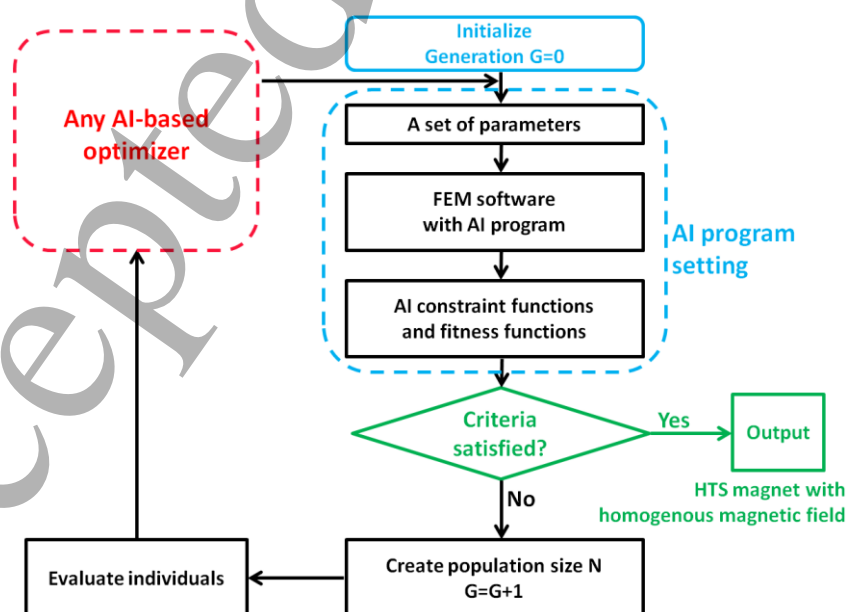 Initialize
Generation G=0
Any AI-based
optimizer
A set of parameters
FEM software
with AI program
AI program
setting
AI constraint functions
and fitness functions
Criteria
satisfied?
Yes
Output
HTS magnet with
homogenous magnetic field
No
Create population size N
G=G+1
Evaluate individuals
cepted